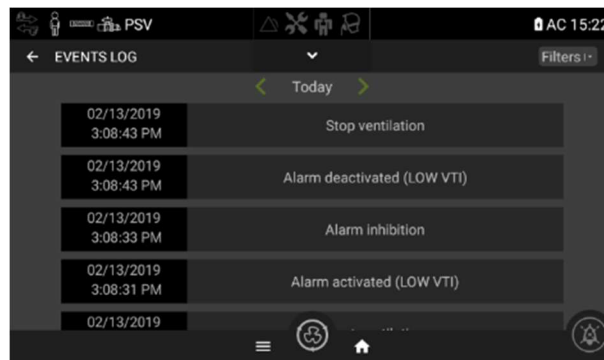 PSV
AC 15:22
EVENTS LOG
Filters
Today
02/13/2019
3:08:43 PM
Stop ventilation
02/13/2019
3:08:43 PM
Alarm deactivated (LOW VTI)
02/13/2019
3:08:33 PM
Alarm inhibition
02/13/2019
3:08:31 PM
Alarm activated (LOW VTI)
02/13/2019